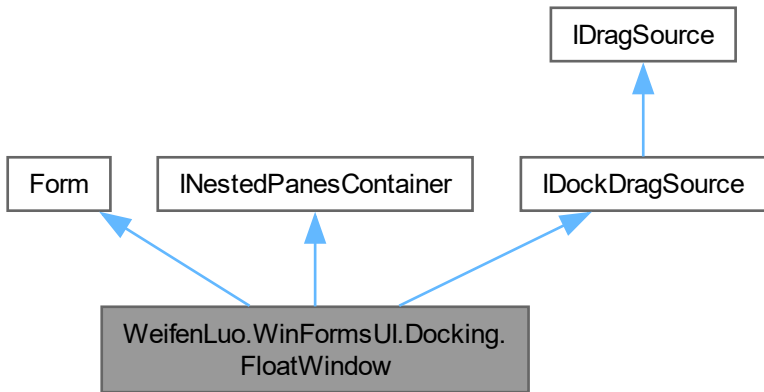 IDragSource
Form
INestedPanesContainer
IDockDragSource
WeifenLuo.WinFormsUI.Docking.
FloatWindow